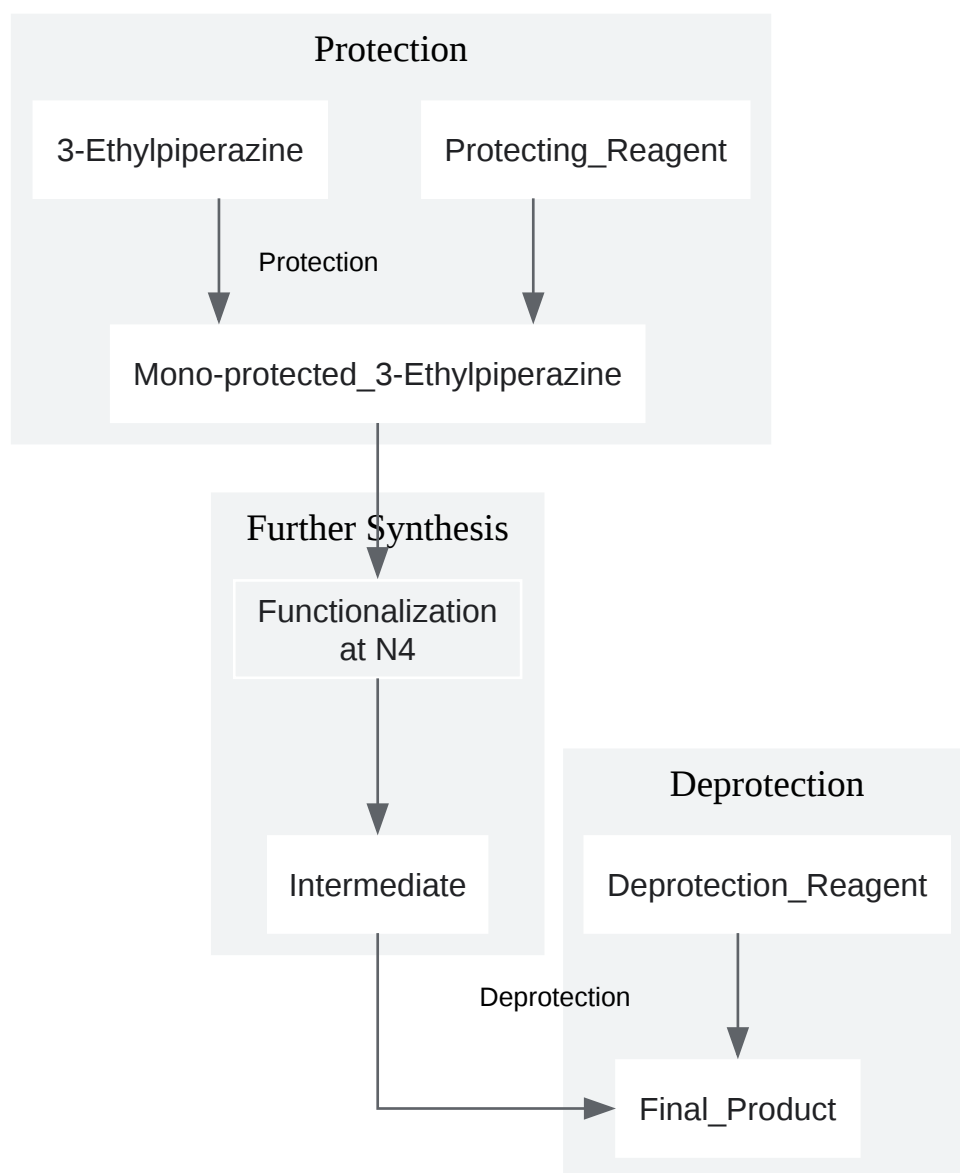 Protection
3-Ethylpiperazine
Protecting_Reagent
Protection
Mono-protected_3-Ethylpiperazine
Further Synthesis
Functionalization
at N4
Deprotection
Intermediate
Deprotection_Reagent
Deprotection
Final_Product